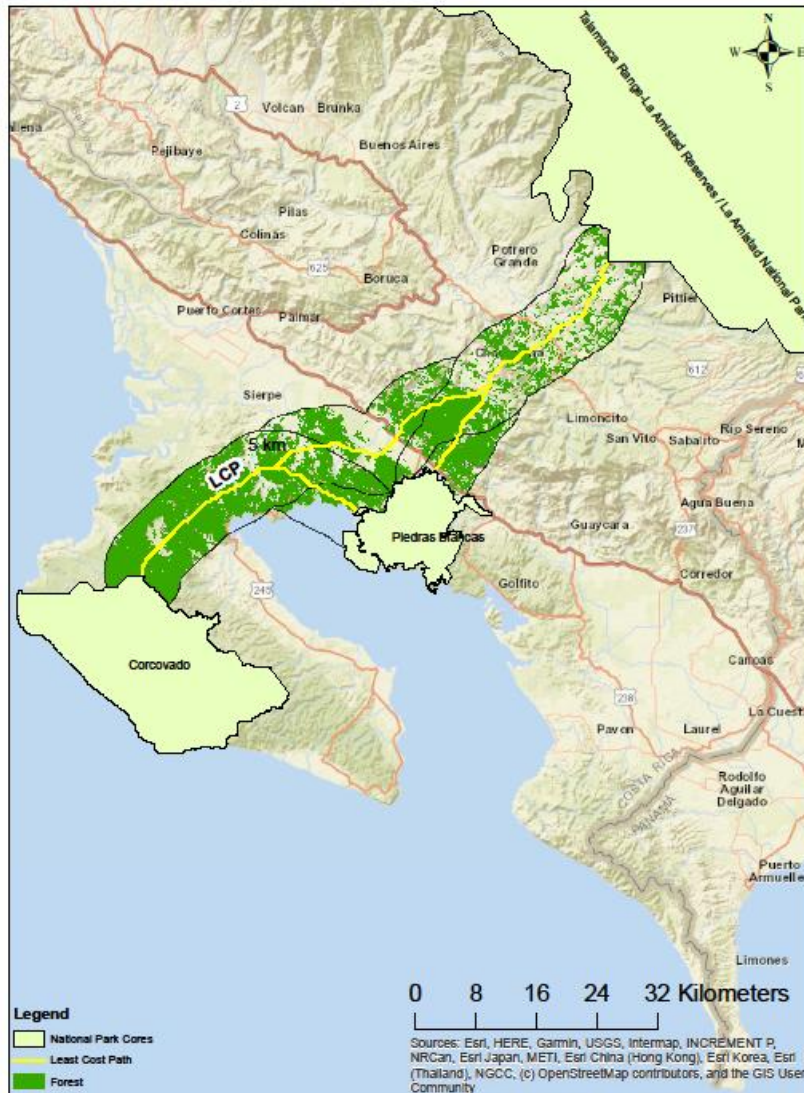 N
W E
S
Talamanca Range-La Amistad Reserves / La Amistad National Park
2
Volcan Brunka
Buenos Aires
Pejibaye
Pilas
Colinas
625
Boruca
Potrero
Grande
Puerto Cortes
Palmar
Pittier
612
Sierpe
5 km
LCP
Limoncito
San Vito
Sabalito
Rio Sereno
Agua Buena
237
Guaycara
Piedras Blancas
Golfito
Corredor
245
Corcovado
Canoas
238
La Cuest
Pavon
Laurel
COSTA RICA
PANAMÁ
Rodolfo
Aguilar
Delgado
Puerto
Armuelle
Limones
Legend
National Park Cores
Least Cost Path
Forest
0 8 16 24 32 Kilometers
Sources: Esri, HERE, Garmin, USGS, Intermap, INCREMENT P,
NRCan, Esri Japan, METI, Esri China (Hong Kong), Esri Korea, Esri
(Thailand), NGCC, (c) OpenStreetMap contributors, and the GIS User
Community